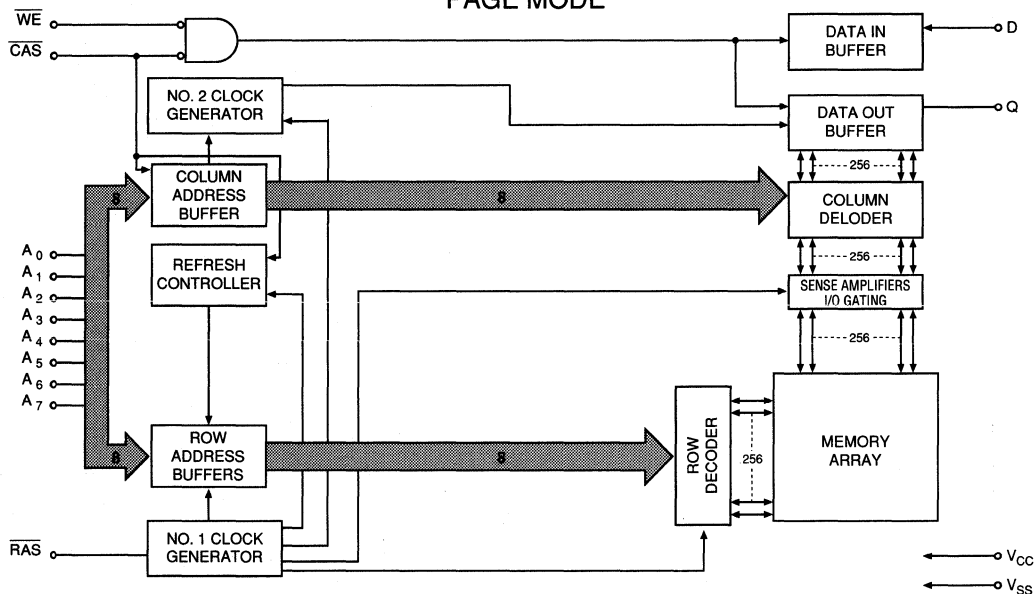 PAGE MODE
WE
CAS
DATA IN
BUFFER
D
NO. 2 CLOCK
GENERATOR
DATA OUT
BUFFER
Q
256
COLUMN
ADDRESS
BUFFER
8
8
COLUMN
DELODER
A0
A1
A2
A3
A4
A5
A6
A7
REFRESH
CONTROLLER
256
SENSE AMPLIFIERS
I/O GATING
256
ROW
ADDRESS
BUFFERS
8
8
ROW
DECODER
256
MEMORY
ARRAY
RAS
NO. 1 CLOCK
GENERATOR
VCC
VSS